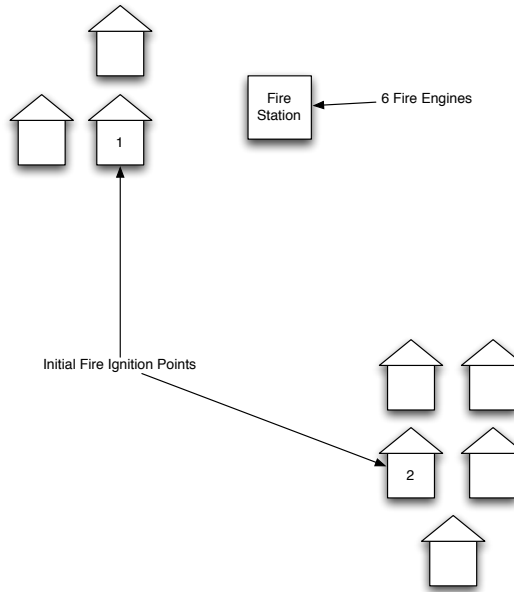 Fire
Station
6 Fire Engines
1
Initial Fire Ignition Points
2